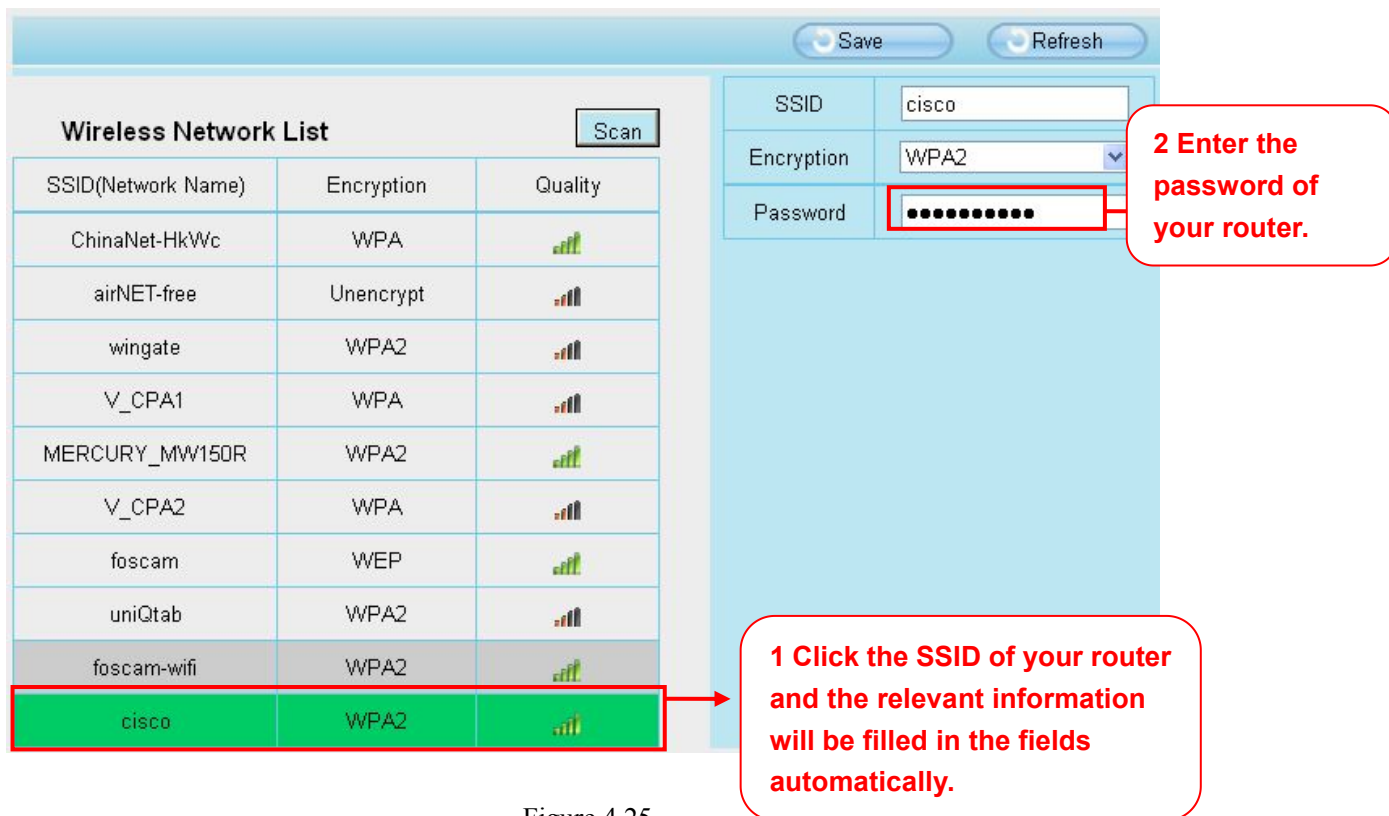 Save Refresh
Wireless Network List Scan
SSID(Network Name) Encryption Quality
ChinaNet-HkWc WPA
airNET-free Unencrypt
wingate WPA2
V_CPA1 WPA
MERCURY_MW150R WPA2
V_CPA2 WPA
foscam WEP
uniQtab WPA2
foscam-wifi WPA2
cisco WPA2
SSID cisco
Encryption WPA2
Password ●●●●●●●●●●
2 Enter the
password of
your router.
1 Click the SSID of your router
and the relevant information
will be filled in the fields
automatically.
Figure 4.25